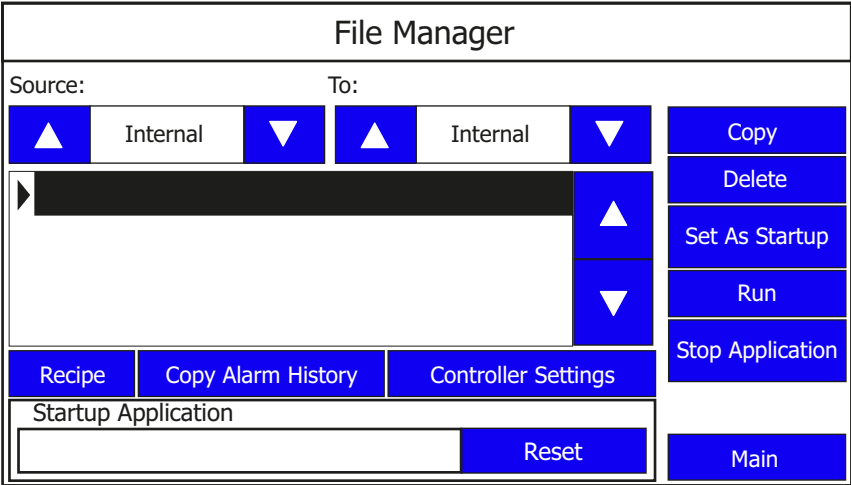 File Manager
Source:
To:
Internal
Internal
Copy
Delete
Set As Startup
Run
Stop Application
Recipe
Copy Alarm History
Controller Settings
Startup Application
Reset
Main